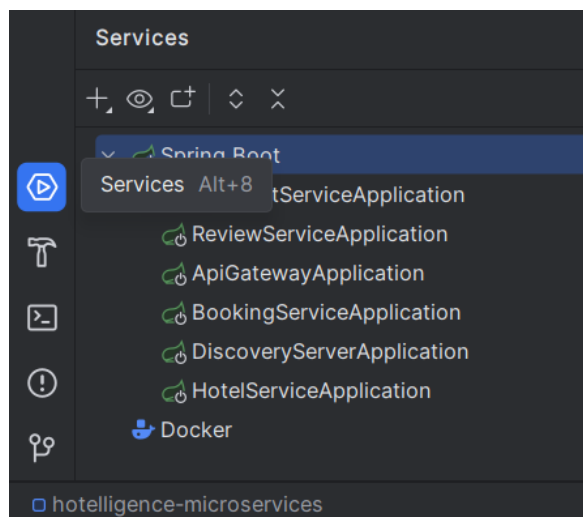 Services
Spring Boot
Services Alt+8
tServiceApplication
ReviewServiceApplication
ApiGatewayApplication
BookingServiceApplication
DiscoveryServerApplication
HotelServiceApplication
Docker
hotelligence-microservices